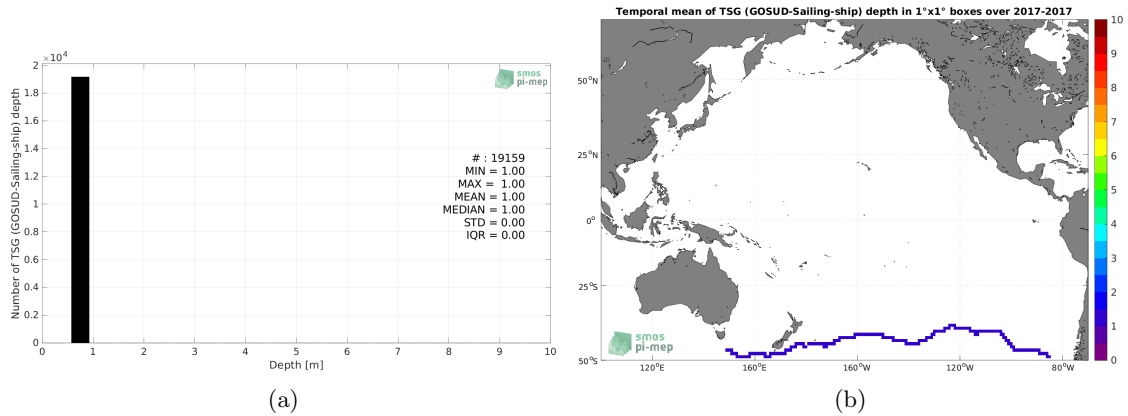 ×10⁴
2
1.8
1.6
1.4
1.2
1
0.8
0.6
0.4
0.2
0
Number of TSG (GOSUD-Sailing-ship) depth
smos
pi-mep
# : 19159
MIN = 1.00
MAX = 1.00
MEAN = 1.00
MEDIAN = 1.00
STD = 0.00
IQR = 0.00
0 1 2 3 4 5 6 7 8 9 10
Depth [m]
(a)
Temporal mean of TSG (GOSUD-Sailing-ship) depth in 1°x1° boxes over 2017-2017
50°N
25°N
0°
25°S
50°S
smos
pi-mep
120°E 160°E 160°W 120°W 80°W
10
9
8
7
6
5
4
3
2
1
0
(b)